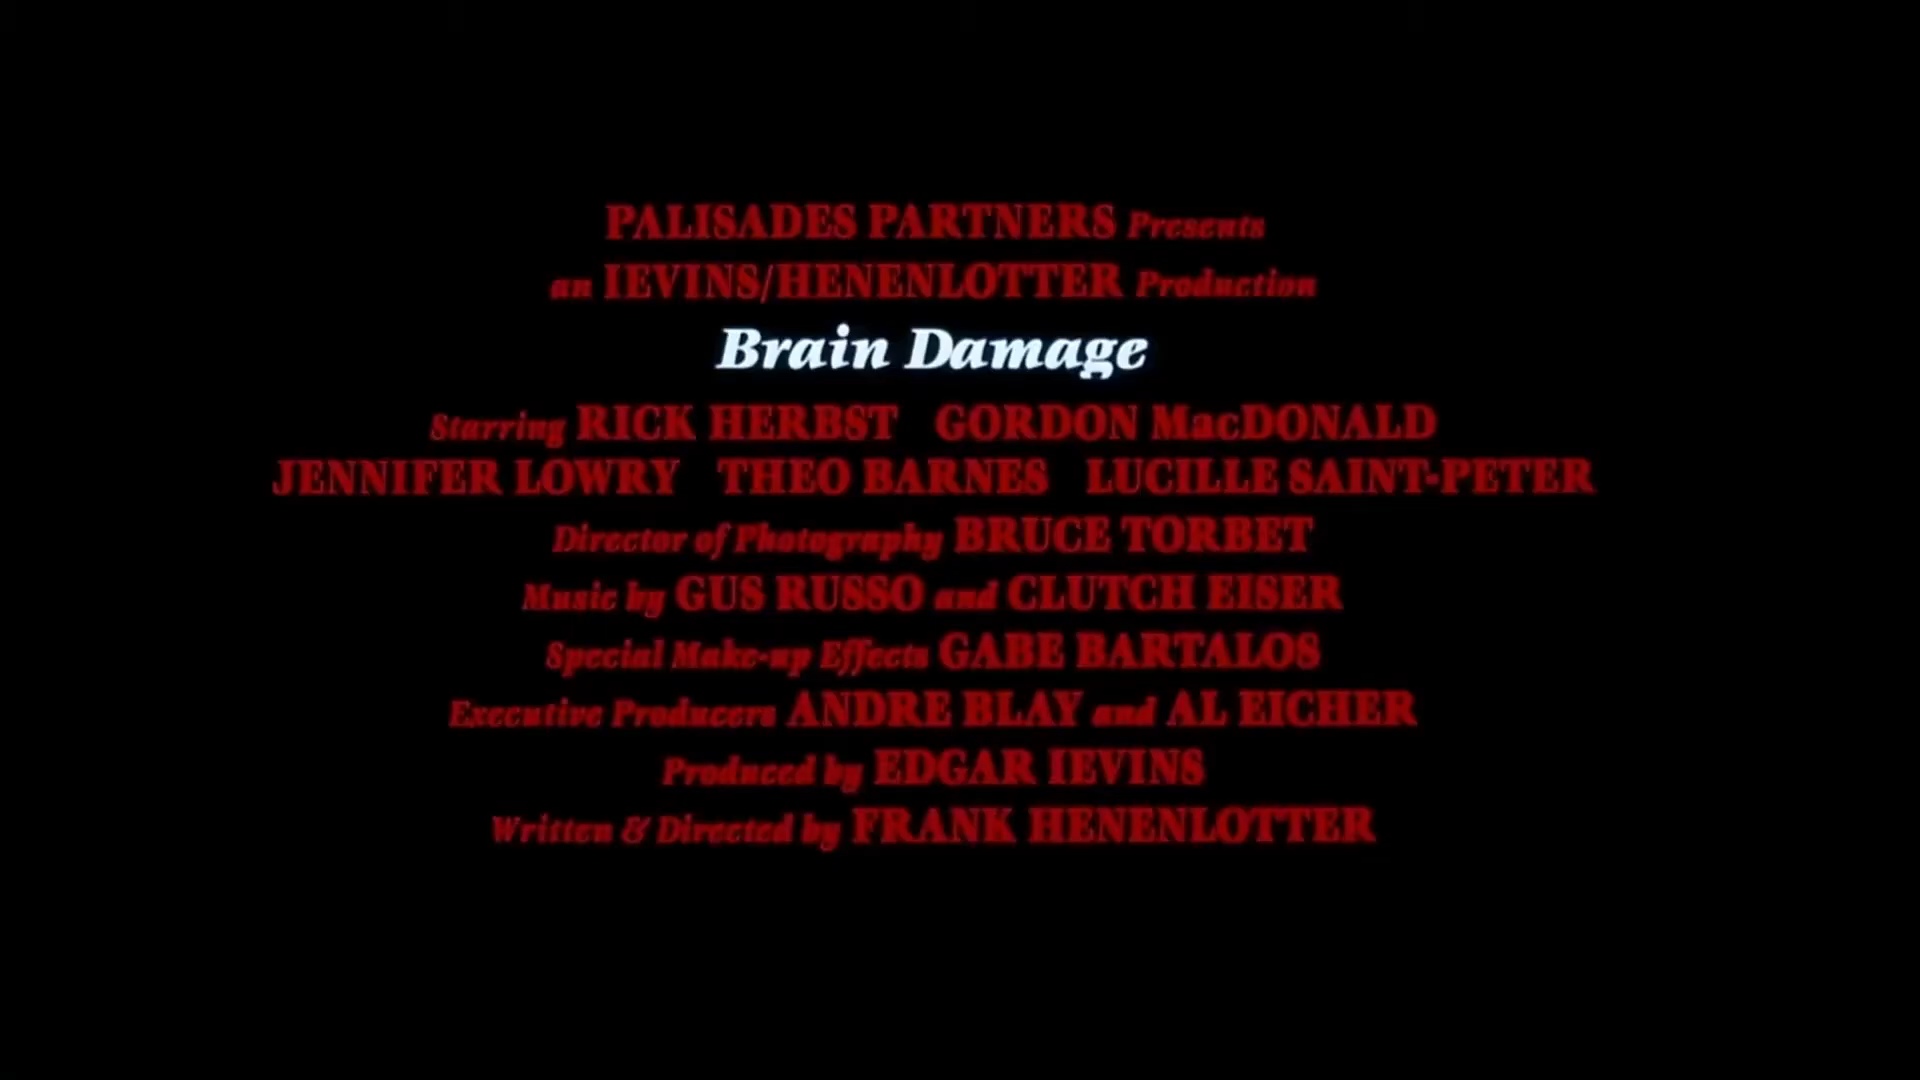 PALISADES PARTNERS Presents
an IEVINS/HENENLOTTER Production
Brain Damage
Starring RICK HERBST GORDON MacDONALD
JENNIFER LOWRY THEO BARNES LUCILLE SAINT-PETER
Director of Photography BRUCE TORBET
Music by GUS RUSSO and CLUTCH EISER
Special Make-up Effects GABE BARTALOS
Executive Producers ANDRE BLAY and AL EICHER
Produced by EDGAR IEVINS
Written & Directed by FRANK HENENLOTTER